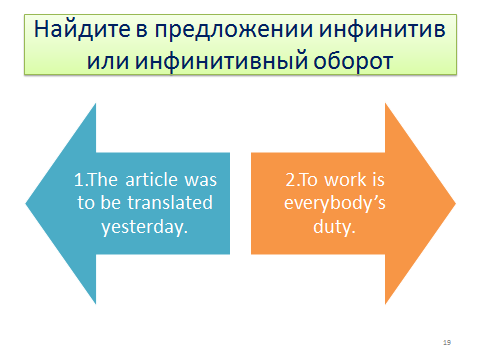 Найдите в предложении инфинитив
или инфинитивный оборот
1.The article was
to be translated
yesterday.
2.To work is
everybody’s
duty.
19